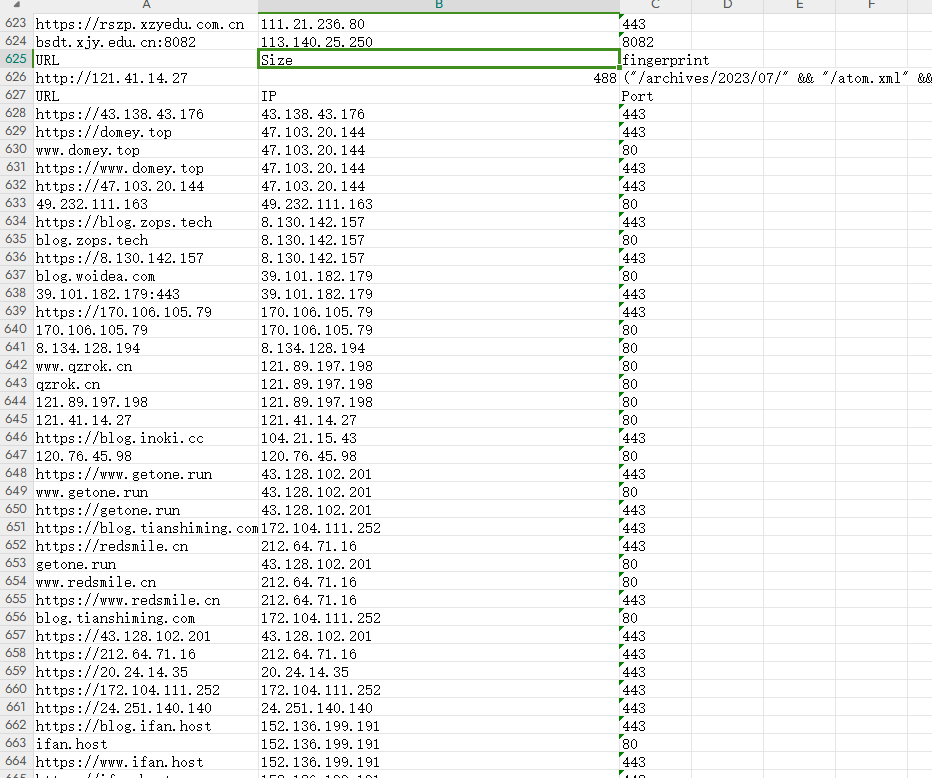 A B C D E F
623 https://rszp.xzyedu.com.cn 111.21.236.80 443
624 bsdt.xjy.edu.cn:8082 113.140.25.250 8082
625 URL Size fingerprint
626 http://121.41.14.27 488 ("/archives/2023/07/" && "/atom.xml" &&
627 URL IP Port
628 https://43.138.43.176 43.138.43.176 443
629 https://domey.top 47.103.20.144 443
630 www.domey.top 47.103.20.144 80
631 https://www.domey.top 47.103.20.144 443
632 https://47.103.20.144 47.103.20.144 443
633 49.232.111.163 49.232.111.163 80
634 https://blog.zops.tech 8.130.142.157 443
635 blog.zops.tech 8.130.142.157 80
636 https://8.130.142.157 8.130.142.157 443
637 blog.woidea.com 39.101.182.179 80
638 39.101.182.179:443 39.101.182.179 443
639 https://170.106.105.79 170.106.105.79 443
640 170.106.105.79 170.106.105.79 80
641 8.134.128.194 8.134.128.194 80
642 www.qzrok.cn 121.89.197.198 80
643 qzrok.cn 121.89.197.198 80
644 121.89.197.198 121.89.197.198 80
645 121.41.14.27 121.41.14.27 80
646 https://blog.inoki.cc 104.21.15.43 443
647 120.76.45.98 120.76.45.98 80
648 https://www.getone.run 43.128.102.201 443
649 www.getone.run 43.128.102.201 80
650 https://getone.run 43.128.102.201 443
651 https://blog.tianshiming.com 172.104.111.252 443
652 https://redsmile.cn 212.64.71.16 443
653 getone.run 43.128.102.201 80
654 www.redsmile.cn 212.64.71.16 80
655 https://www.redsmile.cn 212.64.71.16 443
656 blog.tianshiming.com 172.104.111.252 80
657 https://43.128.102.201 43.128.102.201 443
658 https://212.64.71.16 212.64.71.16 443
659 https://20.24.14.35 20.24.14.35 443
660 https://172.104.111.252 172.104.111.252 443
661 https://24.251.140.140 24.251.140.140 443
662 https://blog.ifan.host 152.136.199.191 443
663 ifan.host 152.136.199.191 80
664 https://www.ifan.host 152.136.199.191 443